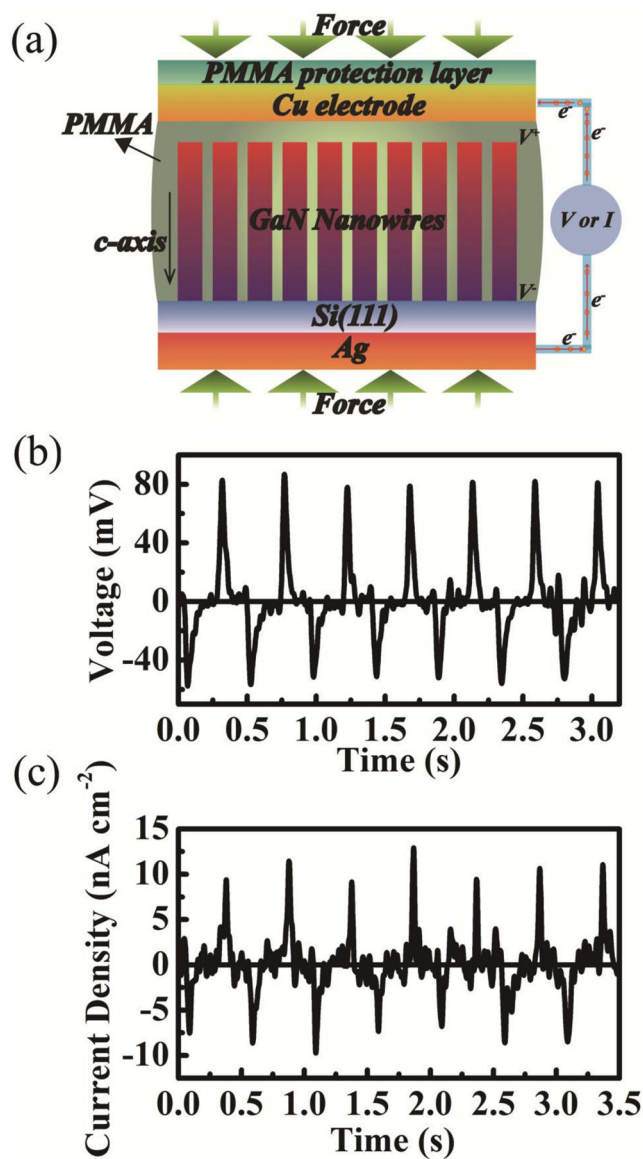 (a)
Force
PMMA protection layer
Cu electrode
e-
PMMA
V+
e-
GaN Nanowires
V or I
c-axis
V-
e-
Si(111)
Ag
e-
Force
(b)
80
40
0
-40
Voltage (mV)
0.0 0.5 1.0 1.5 2.0 2.5 3.0
Time (s)
(c)
15
10
5
0
-5
-10
Current Density (nA cm-2)
0.0 0.5 1.0 1.5 2.0 2.5 3.0 3.5
Time (s)